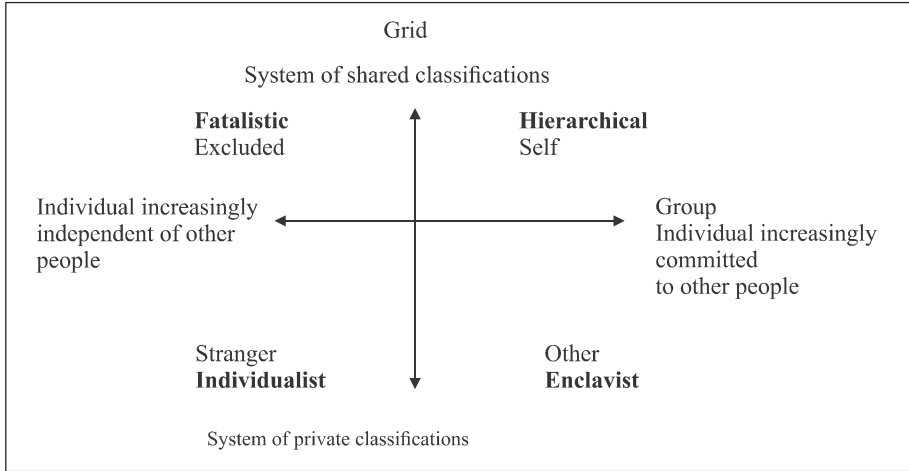 Grid
System of shared classifications
Fatalistic
Excluded
Hierarchical
Self
Individual increasingly
independent of other
people
Group
Individual increasingly
committed
to other people
Stranger
Individualist
Other
Enclavist
System of private classifications